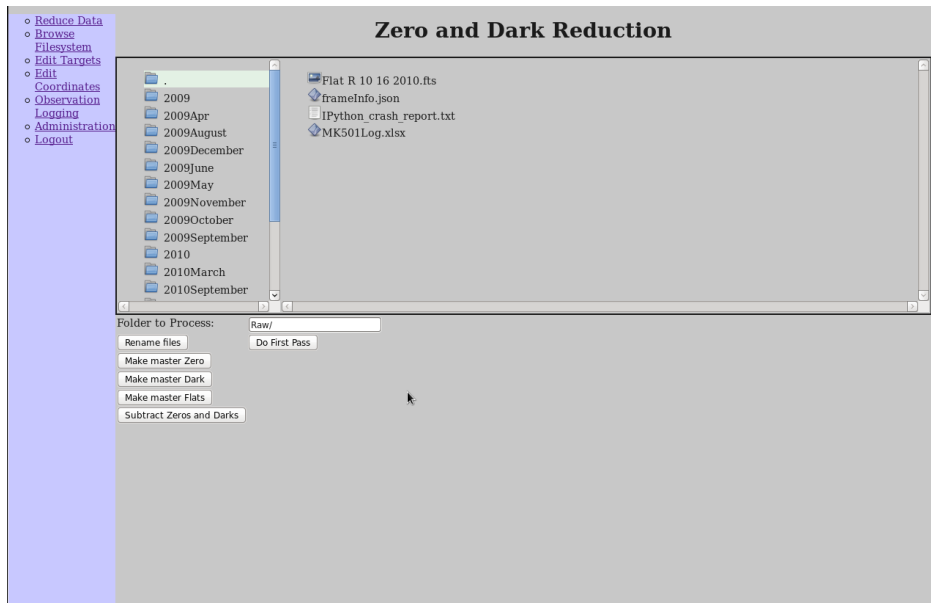 Reduce Data
Browse
Filesystem
Edit Targets
Edit
Coordinates
Observation
Logging
Administration
Logout
Zero and Dark Reduction
.
2009
2009Apr
2009August
2009December
2009June
2009May
2009November
2009October
2009September
2010
2010March
2010September
Flat R 10 16 2010.fts
frameInfo.json
IPython_crash_report.txt
MK501Log.xlsx
Folder to Process: Raw/
Rename files Do First Pass
Make master Zero
Make master Dark
Make master Flats
Subtract Zeros and Darks